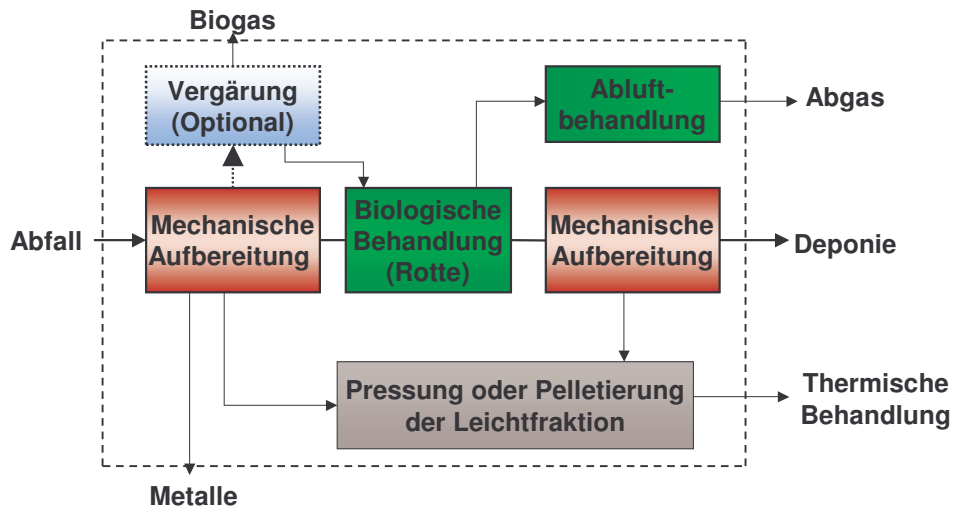 Biogas
Vergärung
(Optional)
Abluft-
behandlung
Abgas
Abfall
Mechanische
Aufbereitung
Biologische
Behandlung
(Rotte)
Mechanische
Aufbereitung
Deponie
Pressung oder Pelletierung
der Leichtfraktion
Thermische
Behandlung
Metalle